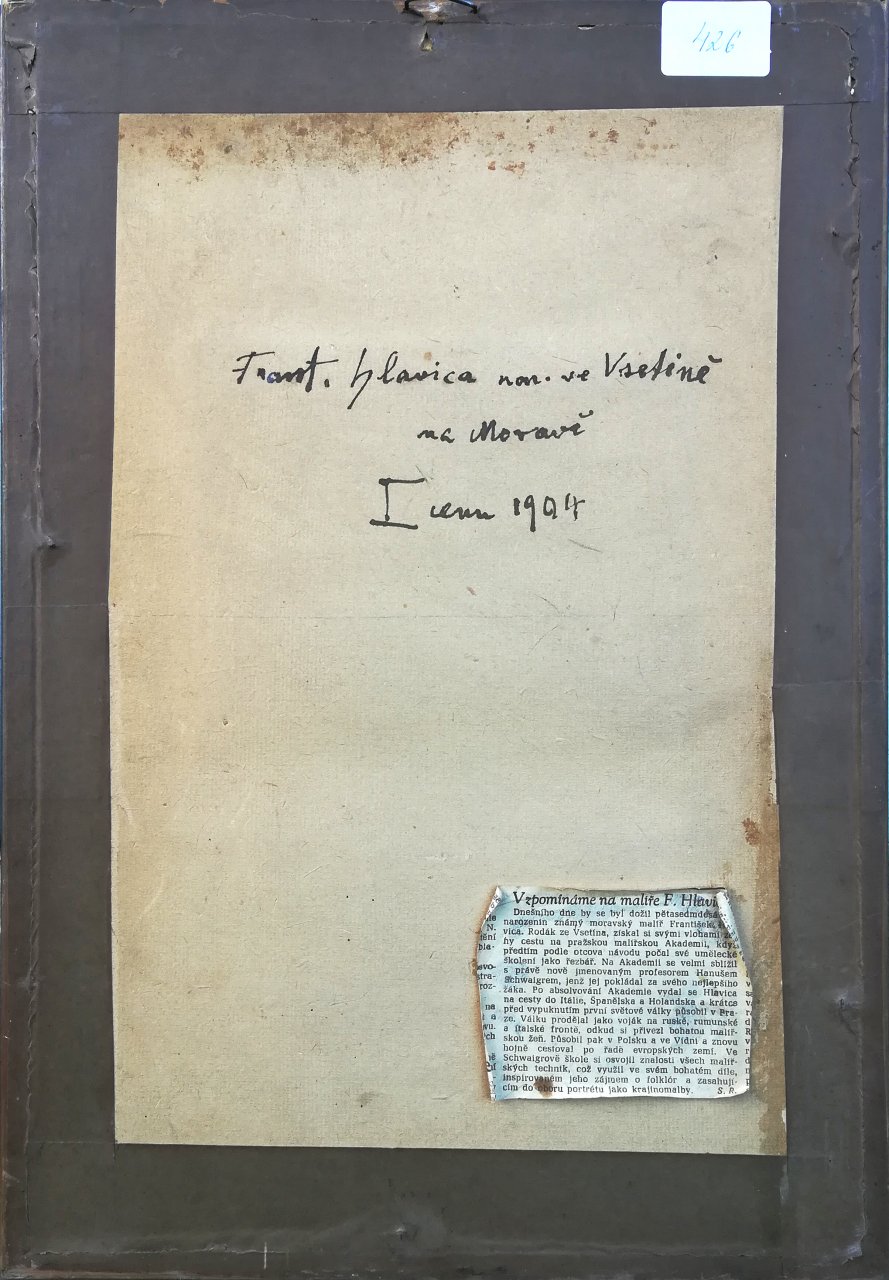 426
Frant. Hlavica nar. ve Vsetíně
na Moravě
I cenu 1904
Vzpomínáme na malíře F. Hlavi
Dnešního dne by se byl dožil pětasedmdesá
narozenin známý moravský malíř František
vica. Rodák ze Vsetína, získal si svými vlohami
hy cestu na pražskou malířskou Akademii, když
předtím podle otcova návodu počal své umělecké
školení jako řezbář. Na Akademii se velmi sblížil
s právě nově jmenovaným profesorem Hanušem
Schwaigrem, jenž jej pokládal za svého nejlepšího
žáka. Po absolvování Akademie vydal se Hlavica
na cesty do Itálie, Španělska a Holandska a krátce
před vypuknutím první světové války působil v Pra-
ze. Válku prodělal jako voják na ruské, rumunské
a italské frontě, odkud si přivezl bohatou malíř-
skou žeň. Působil pak v Polsku a ve Vídni a znovu
hojně cestoval po řadě evropských zemí. Ve
Schwaigrově škole si osvojil znalosti všech malíř-
ských technik, což využil ve svém bohatém díle,
inspirovaném jeho zájmem o folklór a zasahují-
cím do oboru portrétu jako krajinomalby. S. R.